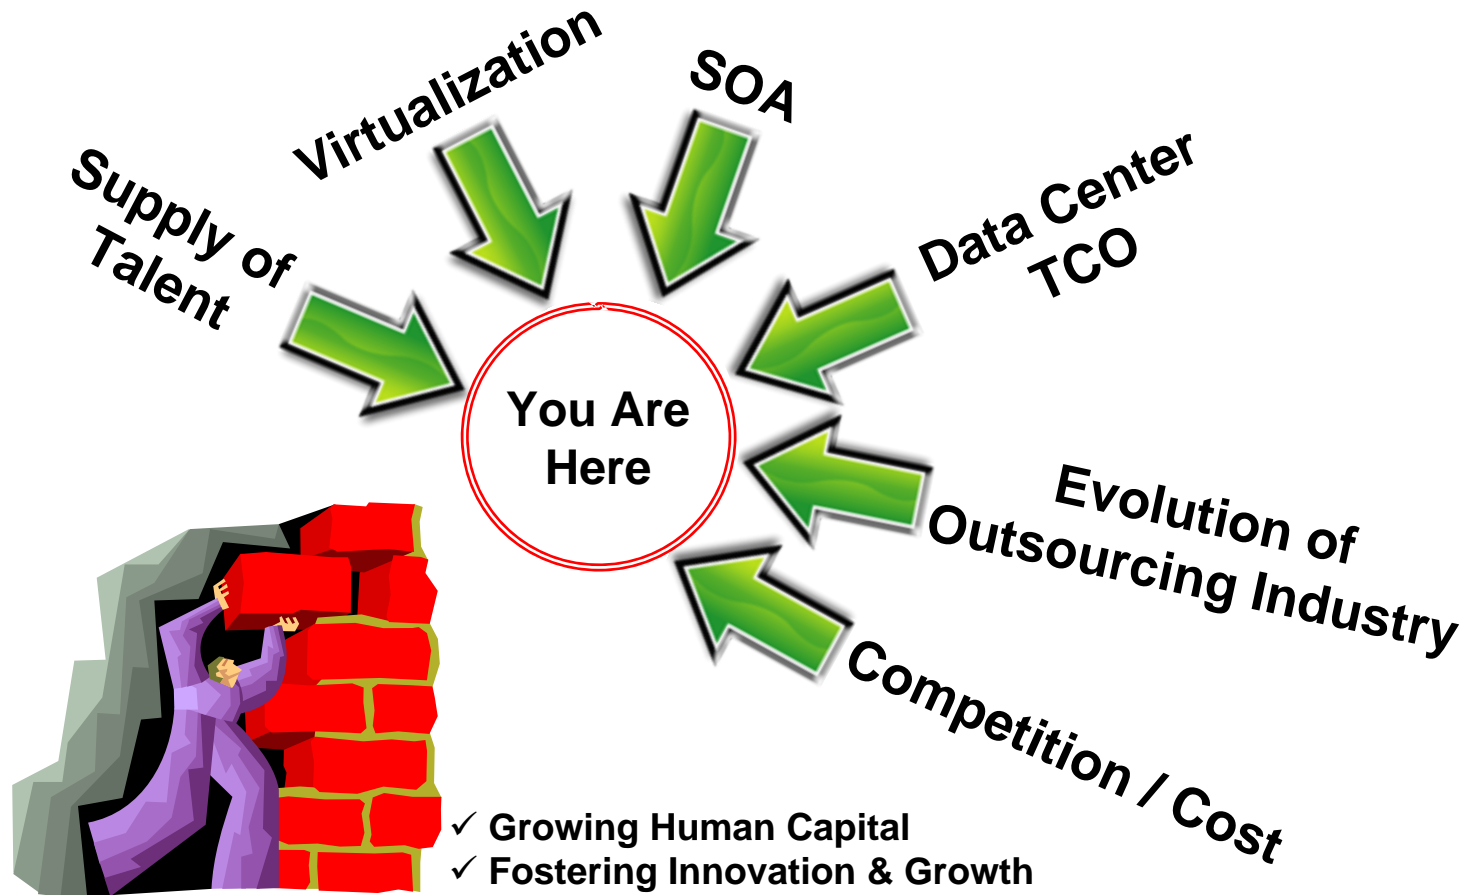 Supply of
Talent
Virtualization
SOA
Data Center
TCO
You Are
Here
Evolution of
Outsourcing Industry
Competition / Cost
✓ Growing Human Capital
✓ Fostering Innovation & Growth